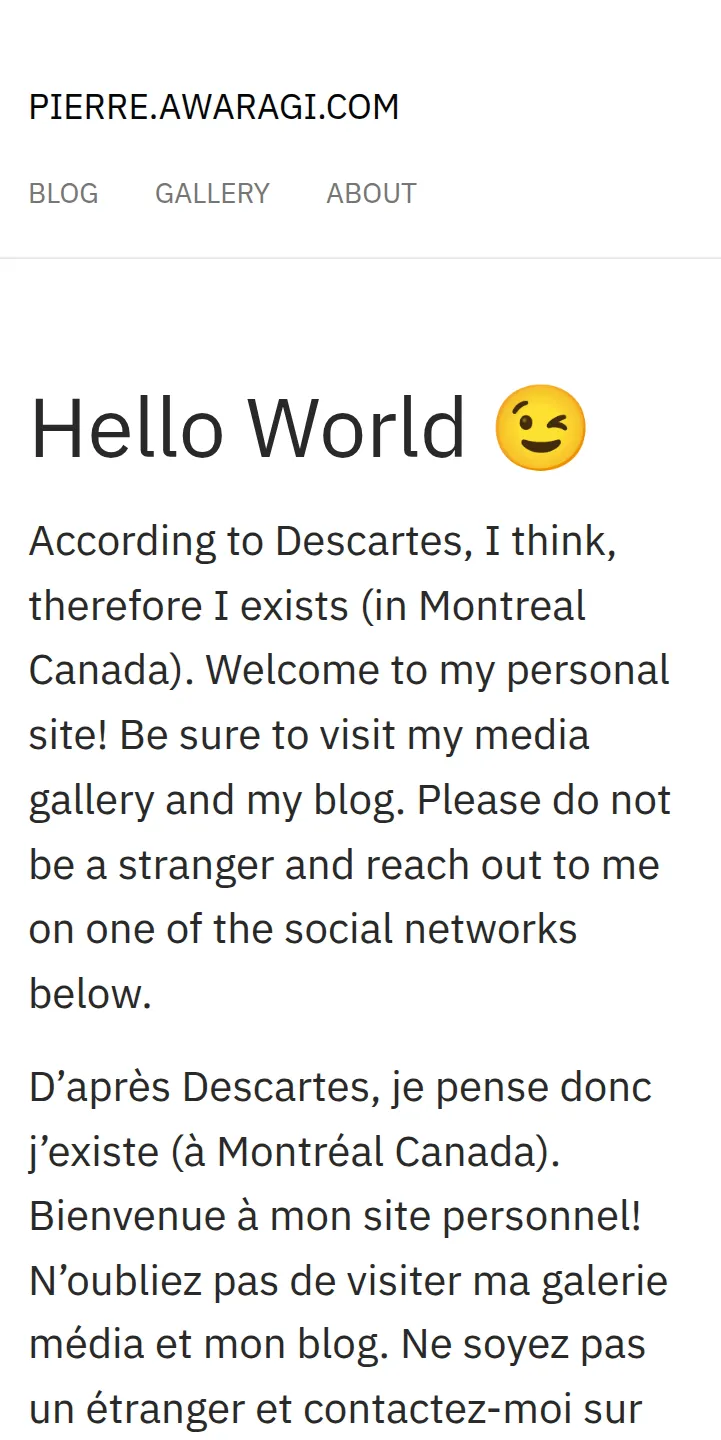 PIERRE.AWARAGI.COM
BLOG GALLERY ABOUT
Hello World 😉
According to Descartes, I think,
therefore I exists (in Montreal
Canada). Welcome to my personal
site! Be sure to visit my media
gallery and my blog. Please do not
be a stranger and reach out to me
on one of the social networks
below.
D’après Descartes, je pense donc
j’existe (à Montréal Canada).
Bienvenue à mon site personnel!
N’oubliez pas de visiter ma galerie
média et mon blog. Ne soyez pas
un étranger et contactez-moi sur